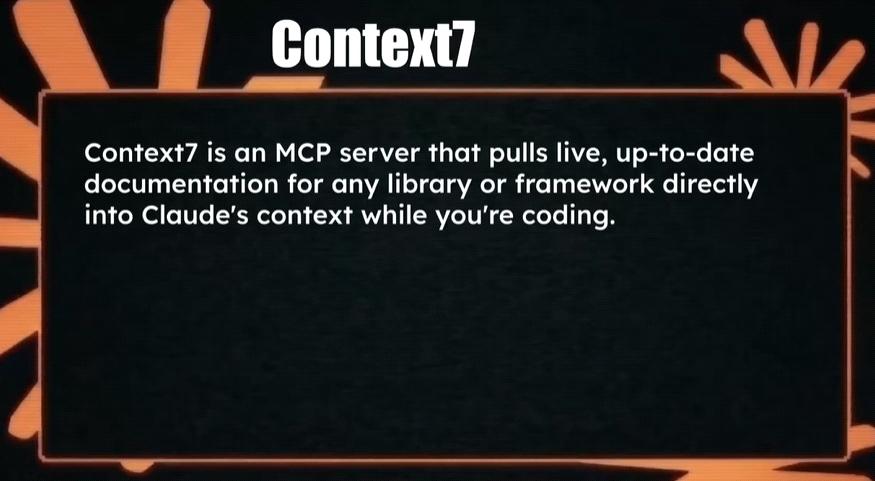 Context7
Context7 is an MCP server that pulls live, up-to-date
documentation for any library or framework directly
into Claude's context while you're coding.